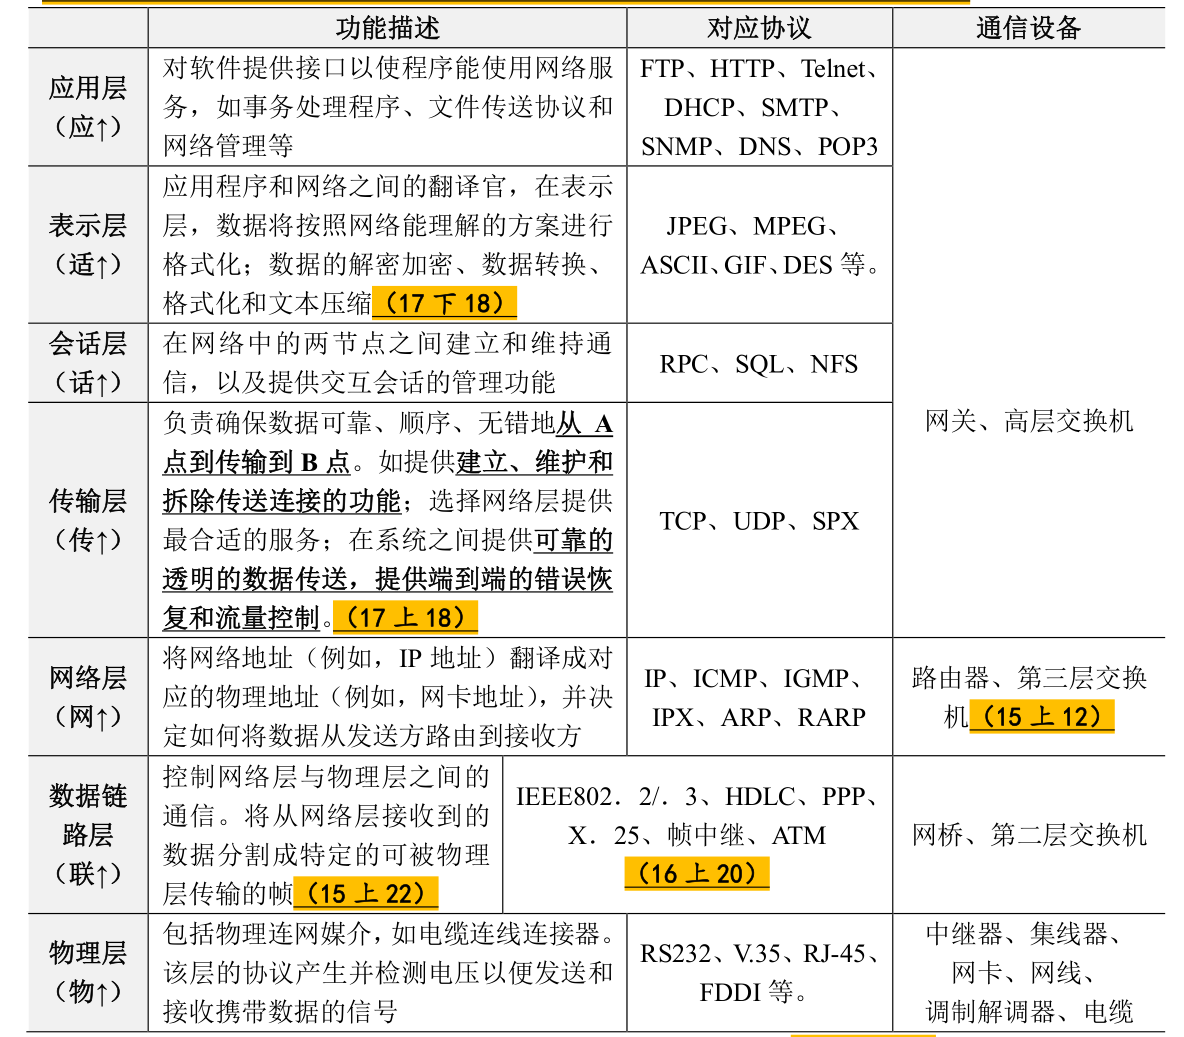 功能描述
对应协议
通信设备
应用层
（应↑）
对软件提供接口以使程序能使用网络服
务，如事务处理程序、文件传送协议和
网络管理等
FTP、HTTP、Telnet、
DHCP、SMTP、
SNMP、DNS、POP3
网关、高层交换机
表示层
（适↑）
应用程序和网络之间的翻译官，在表示
层，数据将按照网络能理解的方案进行
格式化；数据的解密加密、数据转换、
格式化和文本压缩（17 下 18）
JPEG、MPEG、
ASCII、GIF、DES 等。
会话层
（话↑）
在网络中的两节点之间建立和维持通
信，以及提供交互会话的管理功能
RPC、SQL、NFS
传输层
（传↑）
负责确保数据可靠、顺序、无错地从 A
点到传输到 B 点。如提供建立、维护和
拆除传送连接的功能；选择网络层提供
最合适的服务；在系统之间提供可靠的
透明的数据传送，提供端到端的错误恢
复和流量控制。（17 上 18）
TCP、UDP、SPX
网络层
（网↑）
将网络地址（例如，IP 地址）翻译成对
应的物理地址（例如，网卡地址），并决
定如何将数据从发送方路由到接收方
IP、ICMP、IGMP、
IPX、ARP、RARP
路由器、第三层交换
机（15 上 12）
数据链
路层
（联↑）
控制网络层与物理层之间的
通信。将从网络层接收到的
数据分割成特定的可被物理
层传输的帧（15 上 22）
IEEE802．2/．3、HDLC、PPP、
X．25、帧中继、ATM
（16 上 20）
网桥、第二层交换机
物理层
（物↑）
包括物理连网媒介，如电缆连线连接器。
该层的协议产生并检测电压以便发送和
接收携带数据的信号
RS232、V.35、RJ-45、
FDDI 等。
中继器、集线器、
网卡、网线、
调制解调器、电缆